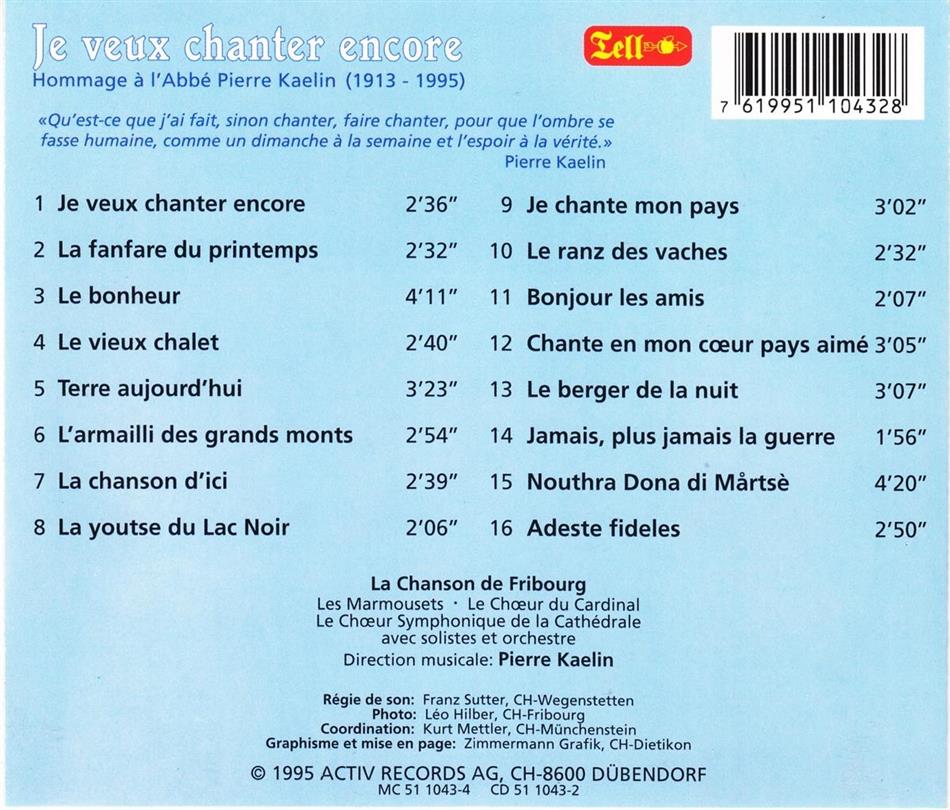 Je veux chanter encore
Hommage à l'Abbé Pierre Kaelin (1913 - 1995)
Tell
7 619951 104328
«Qu'est-ce que j'ai fait, sinon chanter, faire chanter, pour que l'ombre se
fasse humaine, comme un dimanche à la semaine et l'espoir à la vérité.»
Pierre Kaelin
1 Je veux chanter encore 2'36"
2 La fanfare du printemps 2'32"
3 Le bonheur 4'11"
4 Le vieux chalet 2'40"
5 Terre aujourd'hui 3'23"
6 L'armailli des grands monts 2'54"
7 La chanson d'ici 2'39"
8 La youtse du Lac Noir 2'06"
9 Je chante mon pays 3'02"
10 Le ranz des vaches 2'32"
11 Bonjour les amis 2'07"
12 Chante en mon cœur pays aimé 3'05"
13 Le berger de la nuit 3'07"
14 Jamais, plus jamais la guerre 1'56"
15 Nouthra Dona di Mårtsè 4'20"
16 Adeste fideles 2'50"
La Chanson de Fribourg
Les Marmousets · Le Chœur du Cardinal
Le Chœur Symphonique de la Cathédrale
avec solistes et orchestre
Direction musicale: Pierre Kaelin
Régie de son: Franz Sutter, CH-Wegenstetten
Photo: Léo Hilber, CH-Fribourg
Coordination: Kurt Mettler, CH-Münchenstein
Graphisme et mise en page: Zimmermann Grafik, CH-Dietikon
© 1995 ACTIV RECORDS AG, CH-8600 DÜBENDORF
MC 51 1043-4 CD 51 1043-2